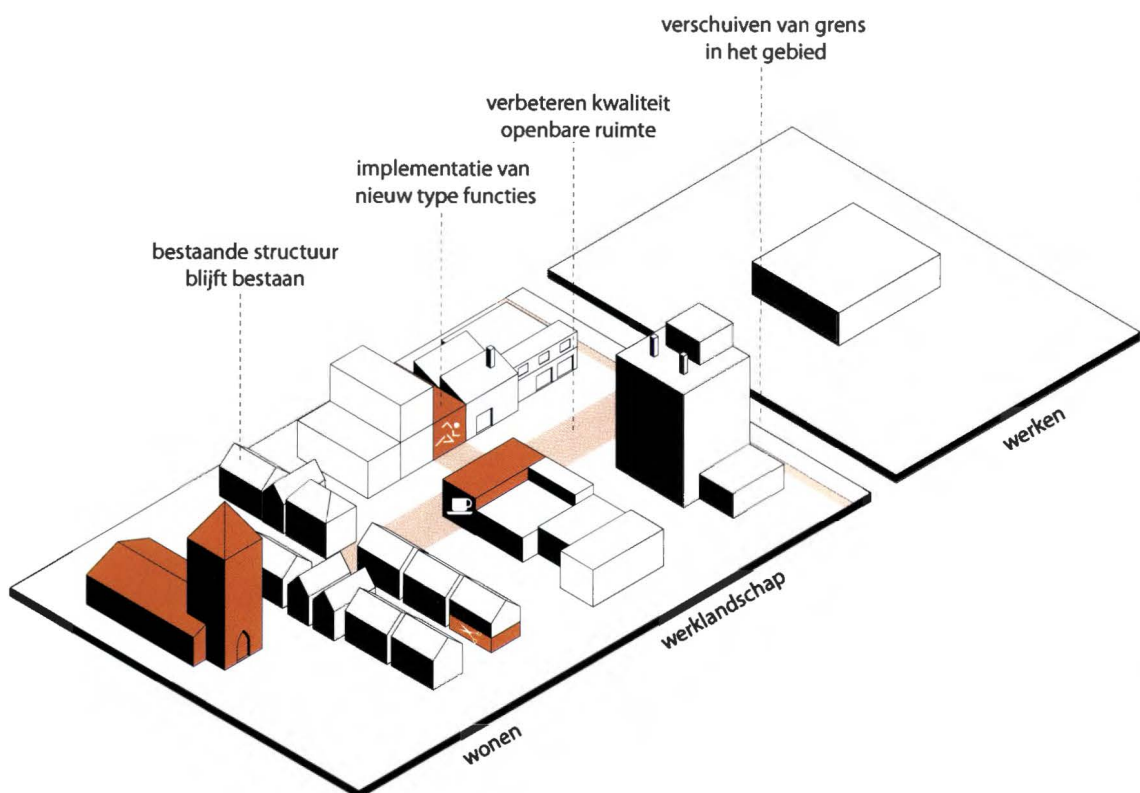 verschuiven van grens
in het gebied
verbeteren kwaliteit
openbare ruimte
implementatie van
nieuw type functies
bestaande structuur
blijft bestaan
werken
werklandschap
wonen